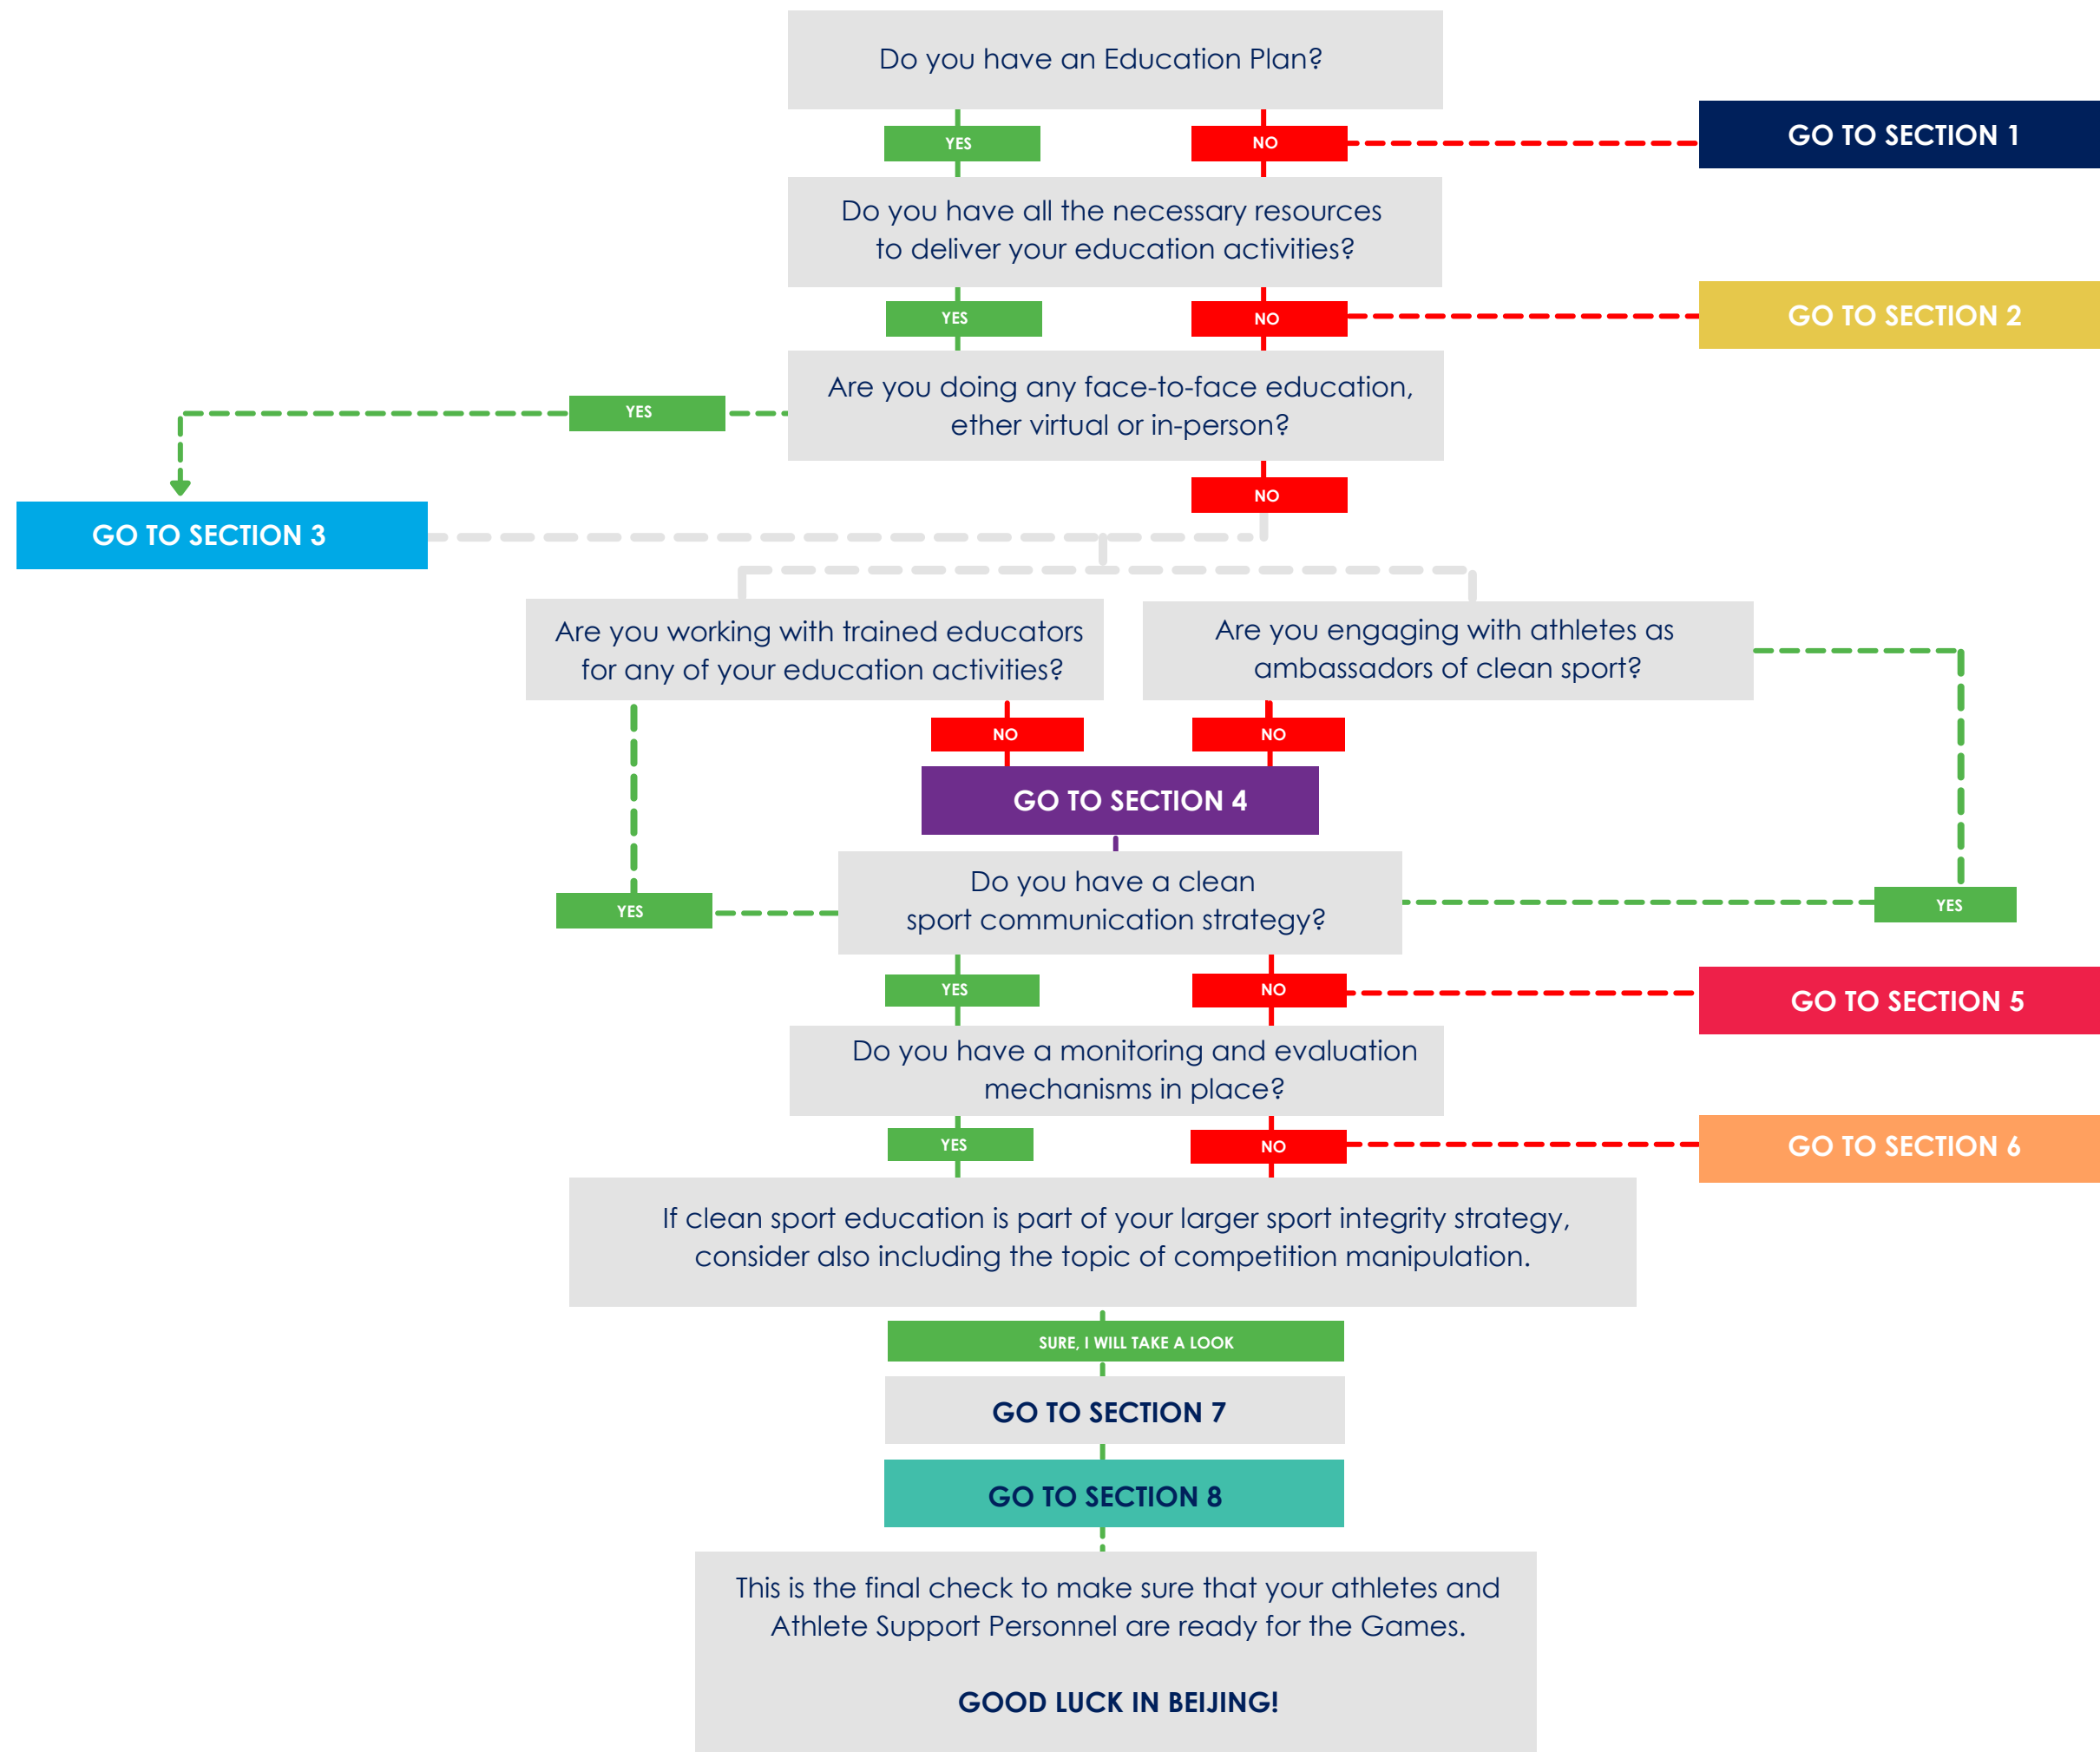 Do you have an Education Plan?
YES
NO
GO TO SECTION 1
Do you have all the necessary resources
to deliver your education activities?
YES
NO
GO TO SECTION 2
Are you doing any face-to-face education,
ether virtual or in-person?
YES
NO
GO TO SECTION 3
Are you working with trained educators
for any of your education activities?
Are you engaging with athletes as
ambassadors of clean sport?
NO
NO
GO TO SECTION 4
Do you have a clean
sport communication strategy?
YES
YES
YES
NO
GO TO SECTION 5
Do you have a monitoring and evaluation
mechanisms in place?
YES
NO
GO TO SECTION 6
If clean sport education is part of your larger sport integrity strategy,
consider also including the topic of competition manipulation.
SURE, I WILL TAKE A LOOK
GO TO SECTION 7
GO TO SECTION 8
This is the final check to make sure that your athletes and
Athlete Support Personnel are ready for the Games.
GOOD LUCK IN BEIJING!